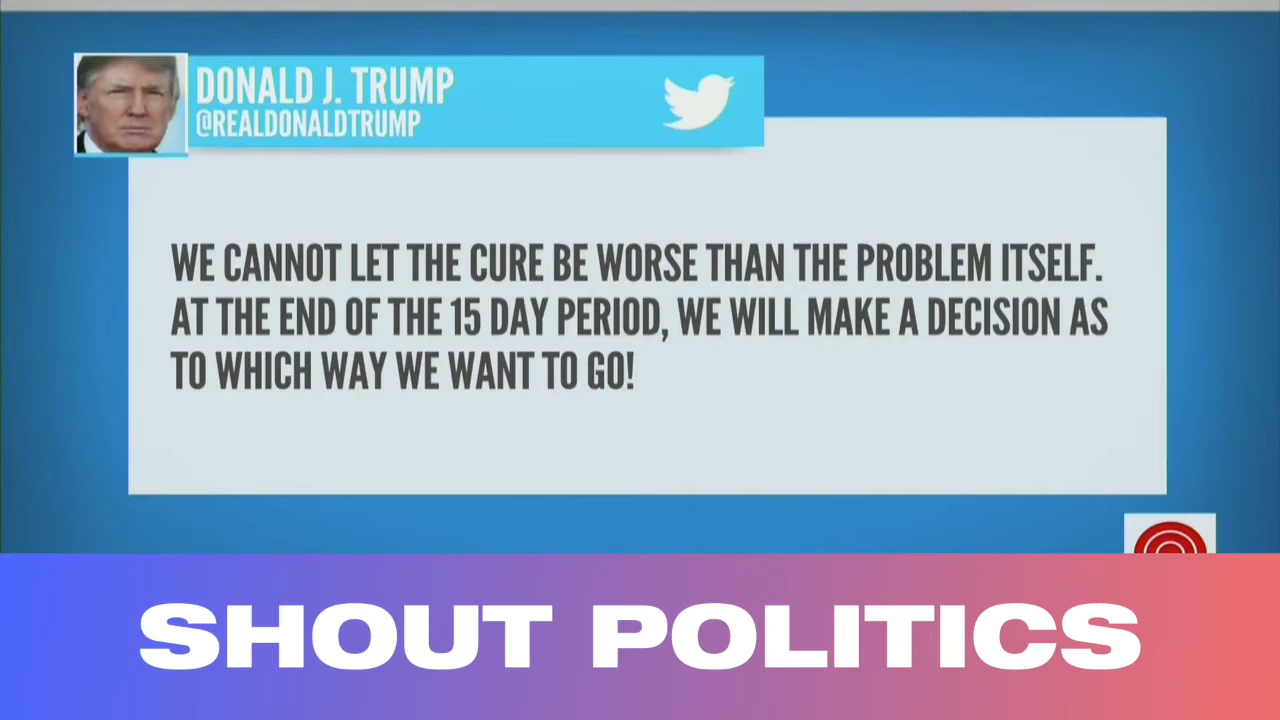 DONALD J. TRUMP
@REALDONALDTRUMP
WE CANNOT LET THE CURE BE WORSE THAN THE PROBLEM ITSELF.
AT THE END OF THE 15 DAY PERIOD, WE WILL MAKE A DECISION AS
TO WHICH WAY WE WANT TO GO!
SHOUT POLITICS